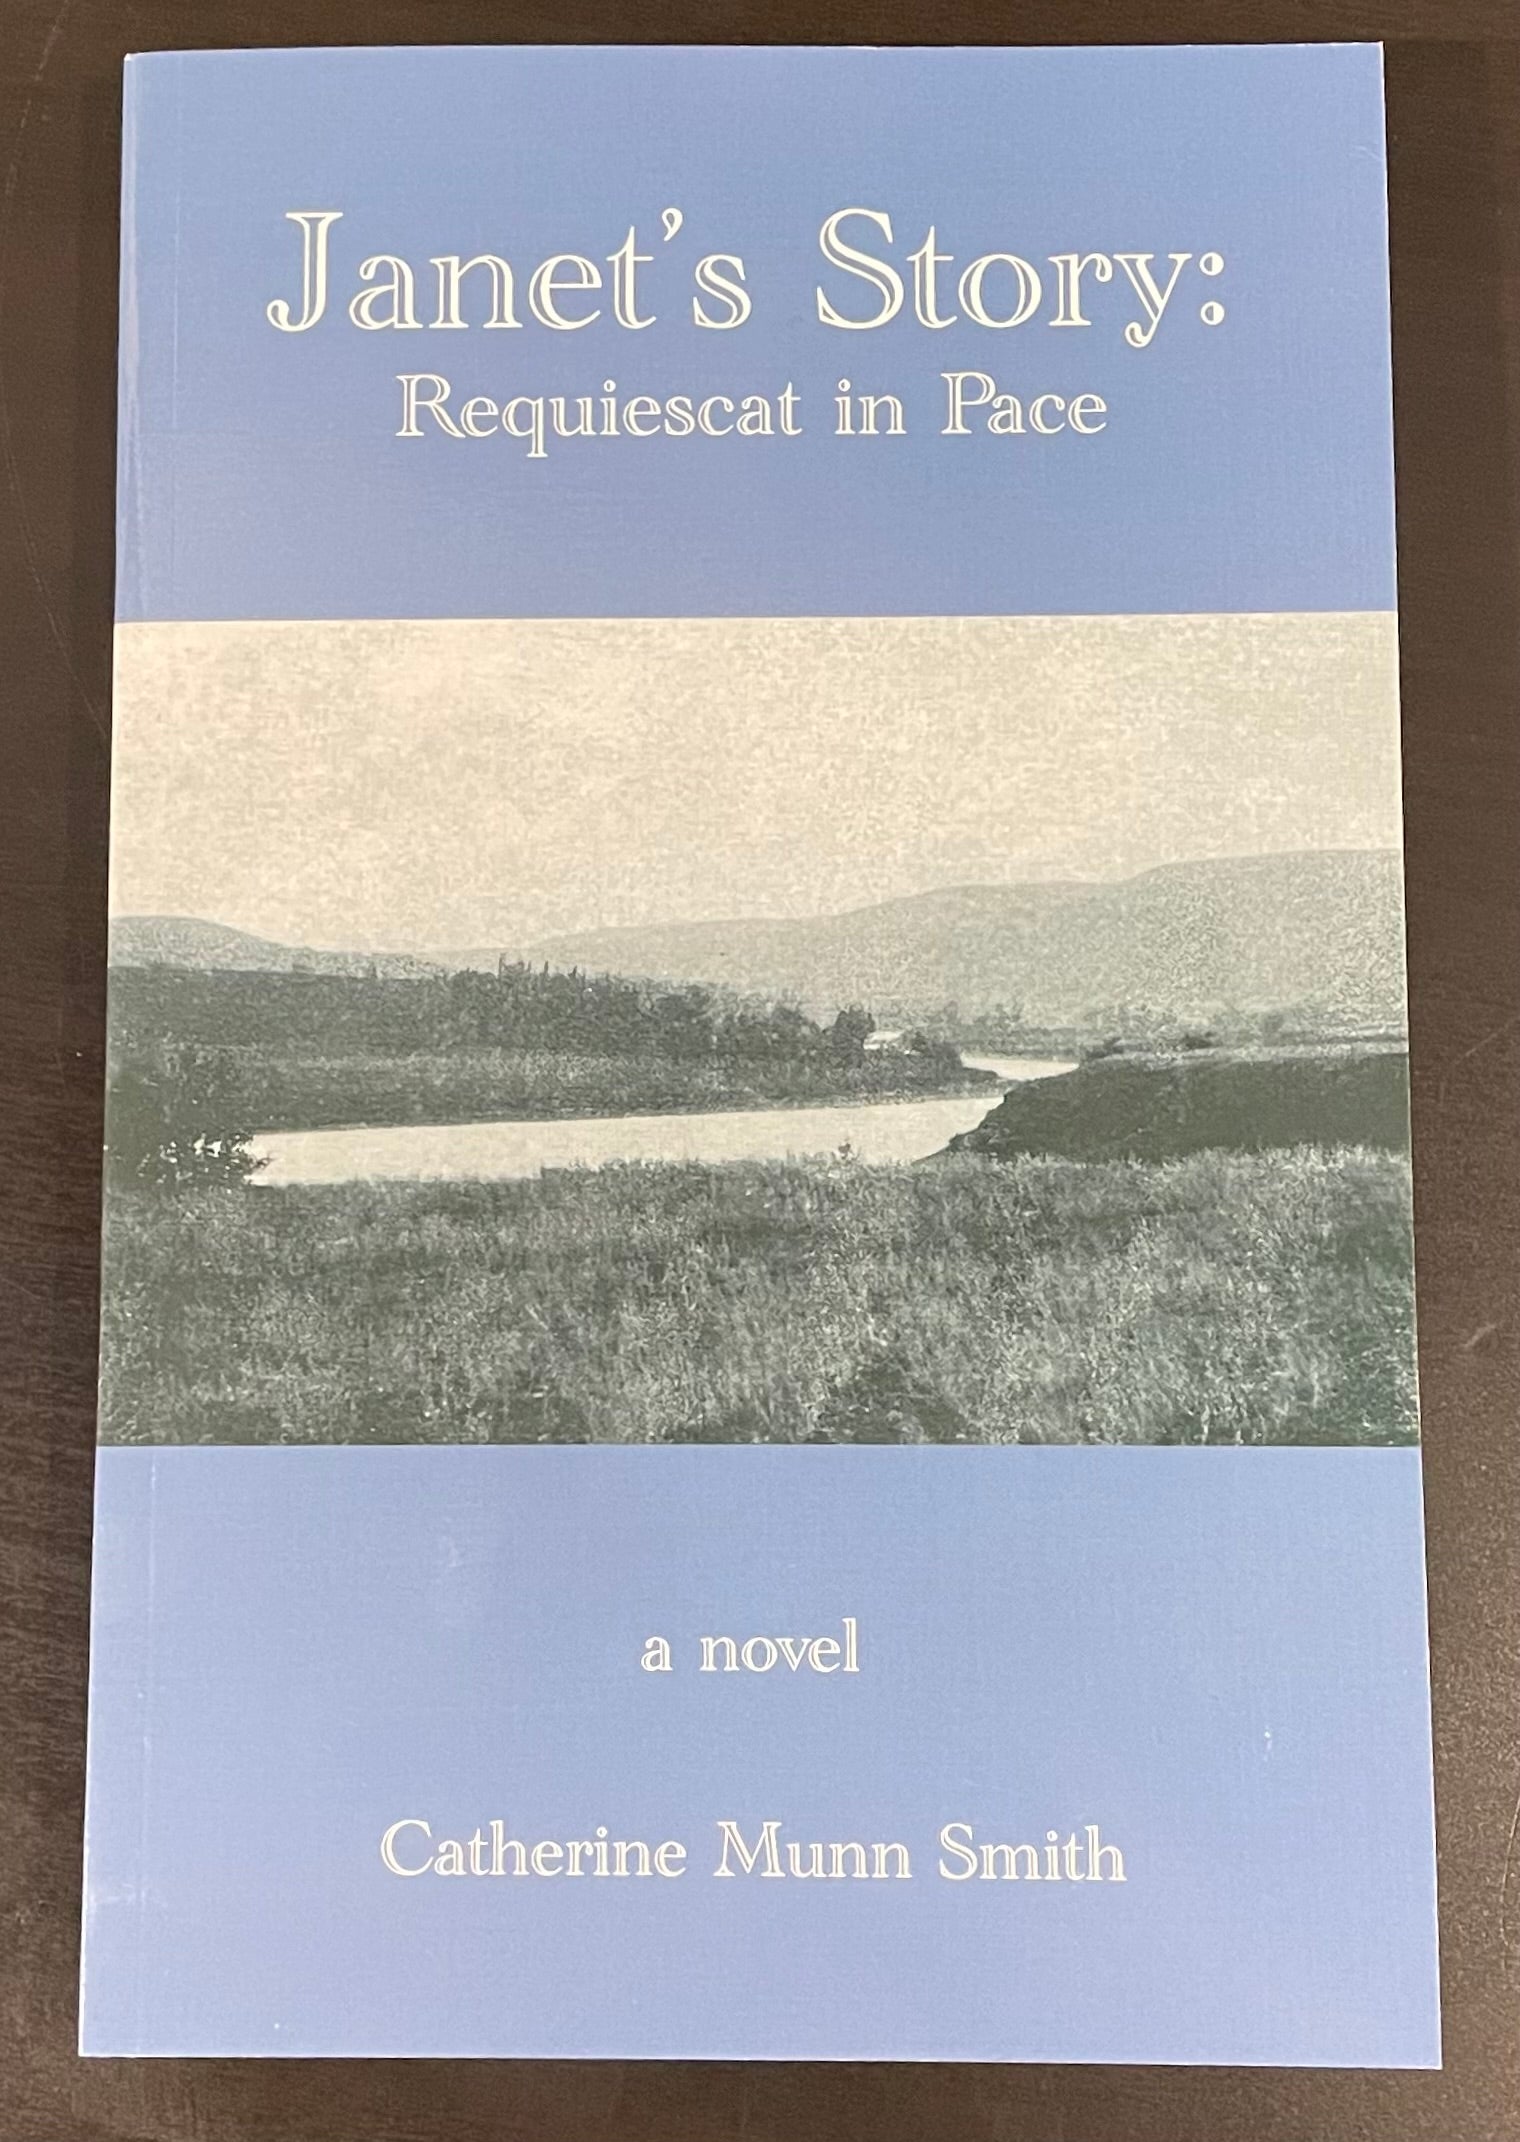 Janet's Story:
Requiescat in Pace
a novel
Catherine Munn Smith